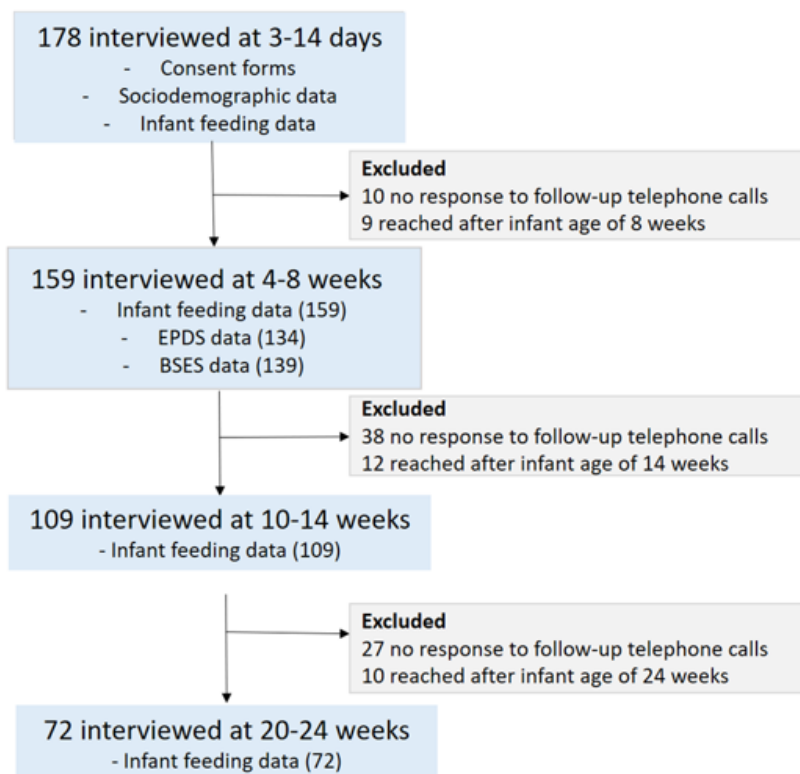 178 interviewed at 3-14 days
- Consent forms
- Sociodemographic data
- Infant feeding data
Excluded
10 no response to follow-up telephone calls
9 reached after infant age of 8 weeks
159 interviewed at 4-8 weeks
- Infant feeding data (159)
- EPDS data (134)
- BSES data (139)
Excluded
38 no response to follow-up telephone calls
12 reached after infant age of 14 weeks
109 interviewed at 10-14 weeks
- Infant feeding data (109)
Excluded
27 no response to follow-up telephone calls
10 reached after infant age of 24 weeks
72 interviewed at 20-24 weeks
- Infant feeding data (72)